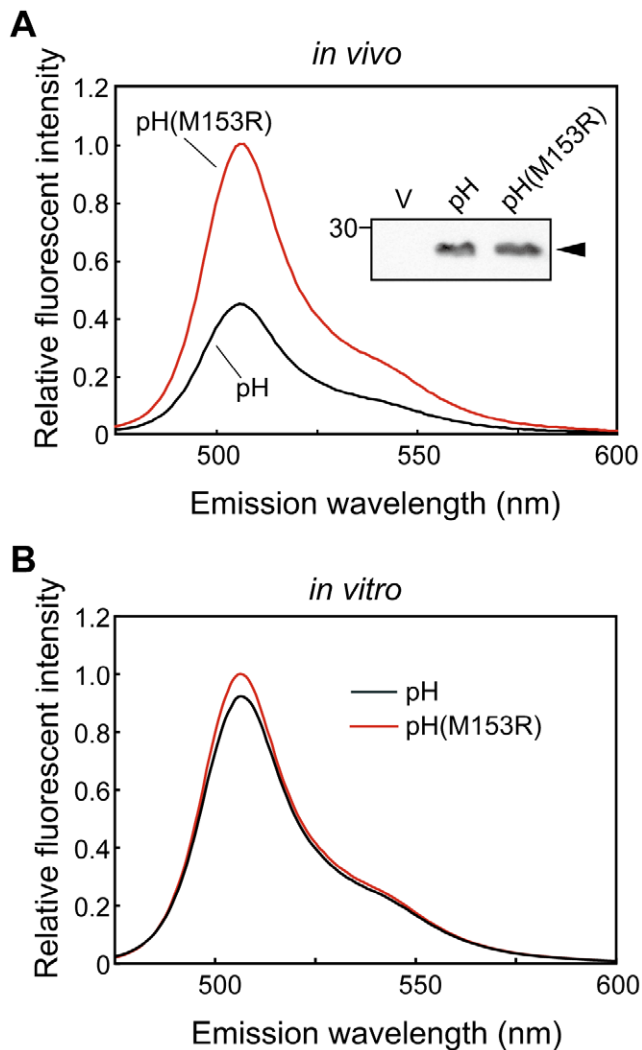 A
in vivo
Relative fluorescent intensity
1.2
1.0
0.8
0.6
0.4
0.2
0
pH(M153R)
pH
V
pH
pH(M153R)
30
500
550
600
Emission wavelength (nm)
B
in vitro
Relative fluorescent intensity
1.2
1.0
0.8
0.6
0.4
0.2
0
pH
pH(M153R)
500
550
600
Emission wavelength (nm)